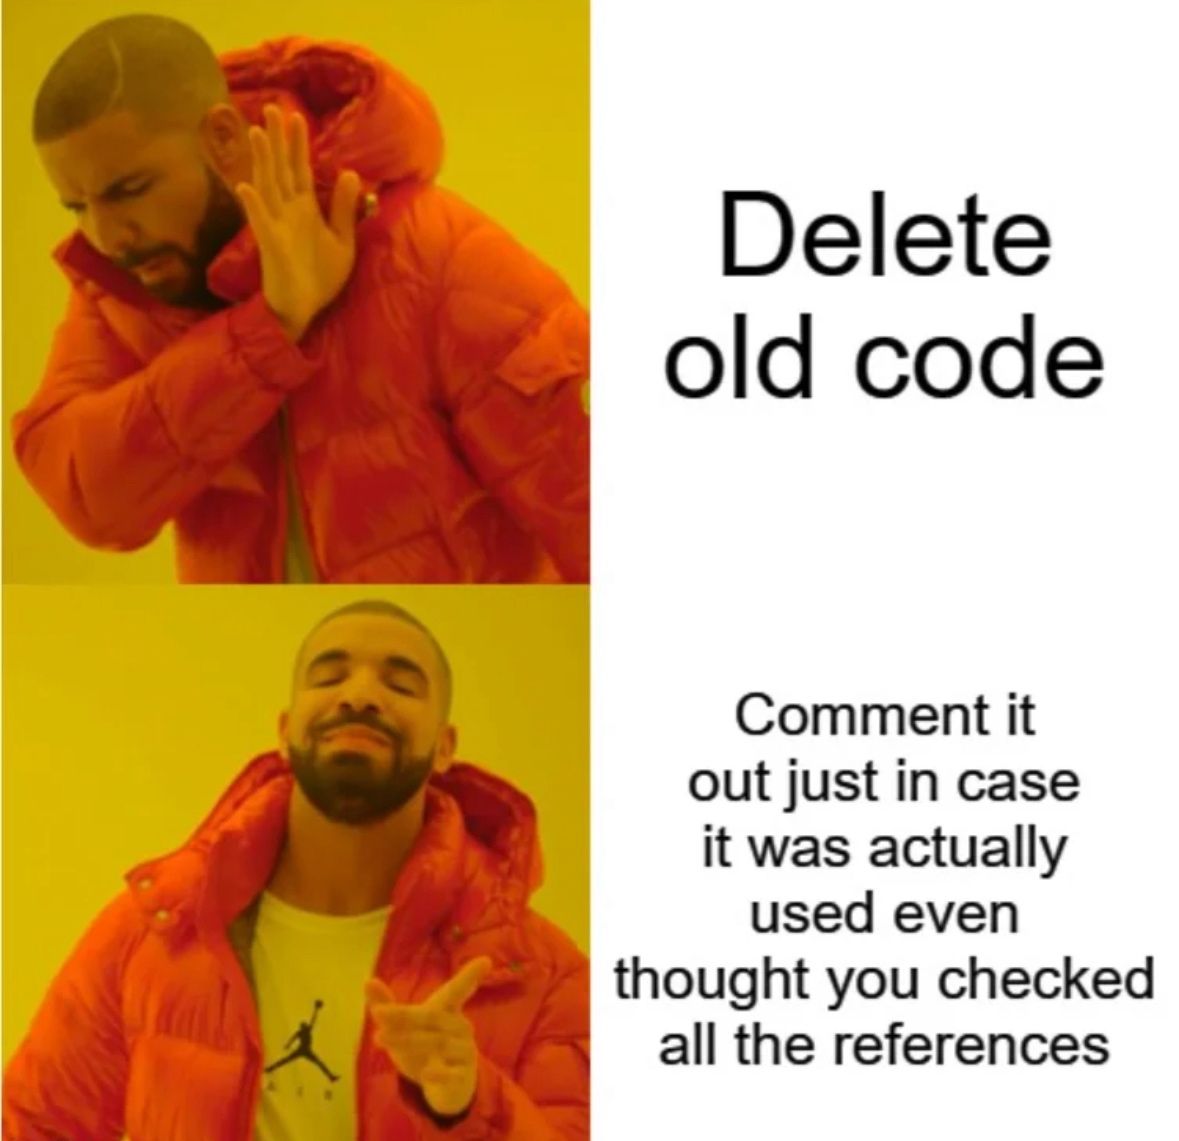 Delete
old code
Comment it
out just in case
it was actually
used even
thought you checked
all the references